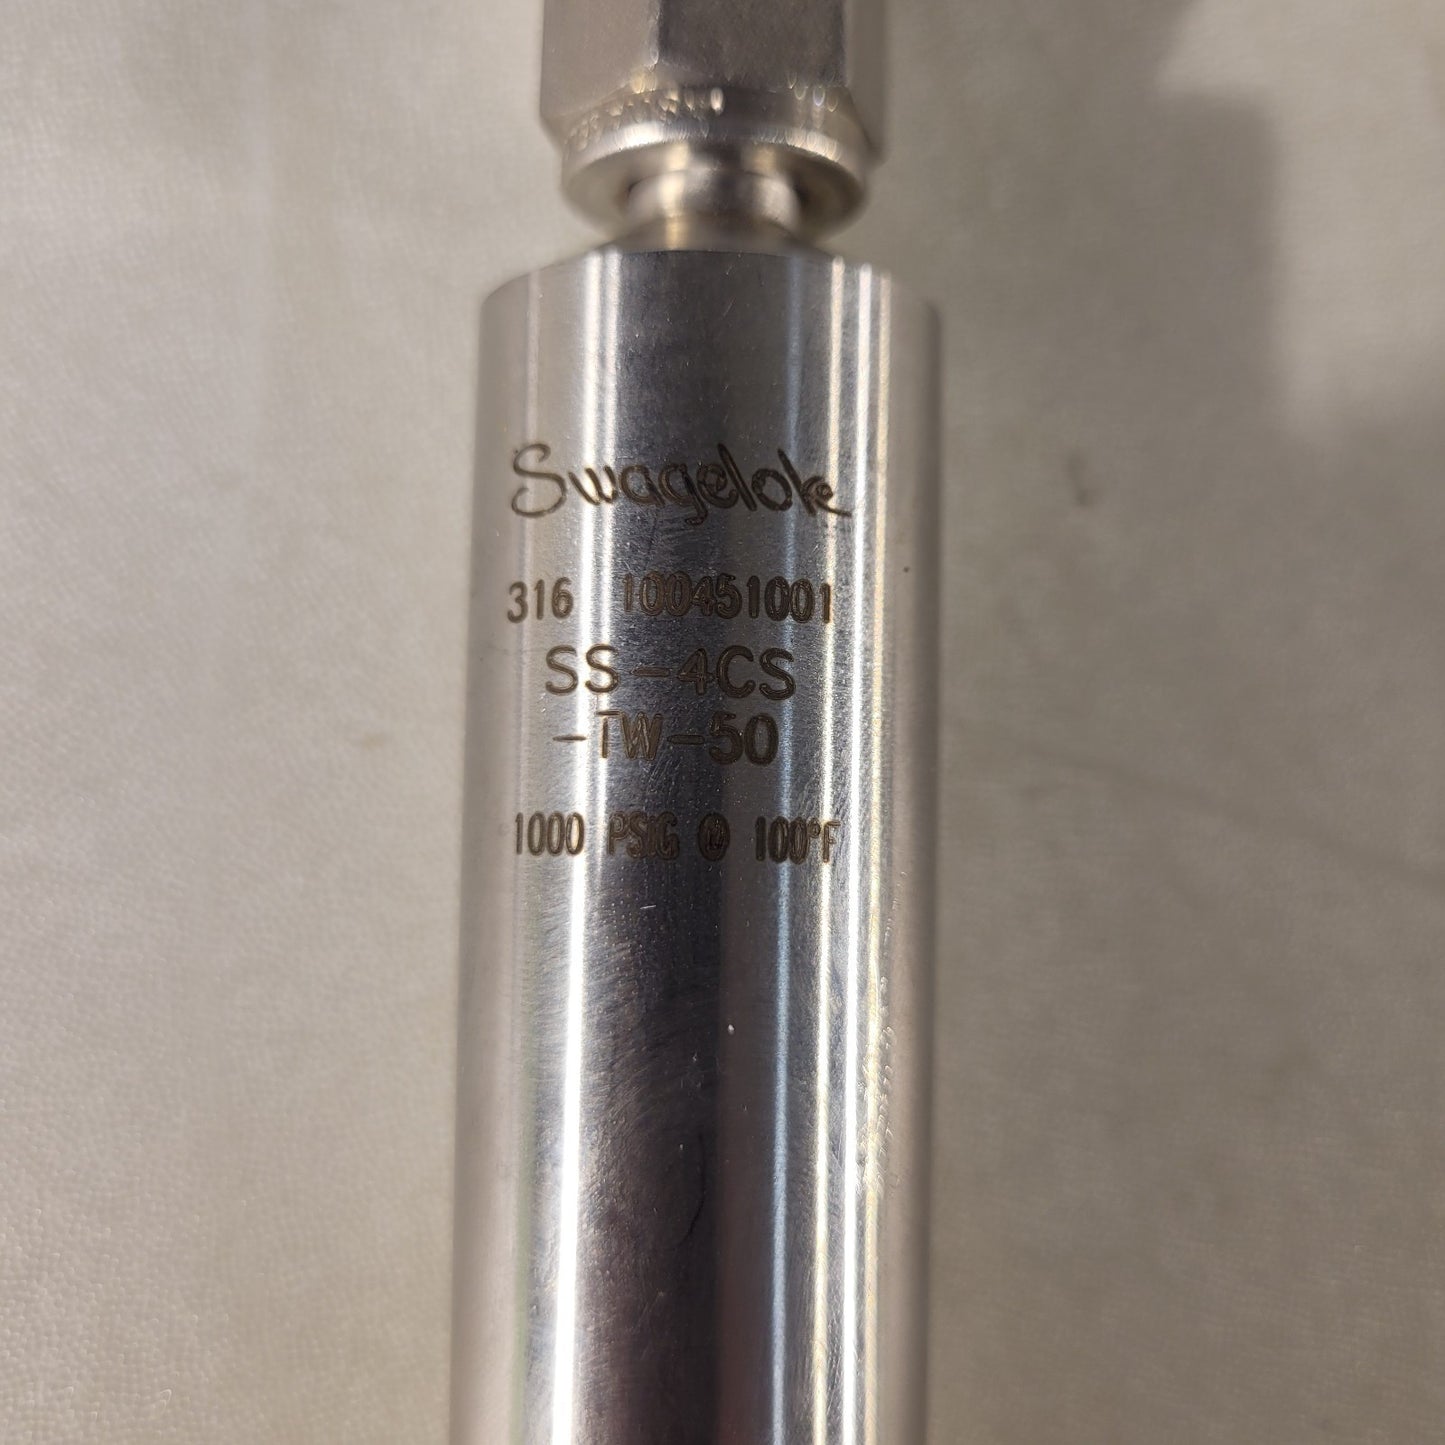 Swagelok
316 100451001
SS-4CS
-TW-50
1000 PSIG @ 100°F